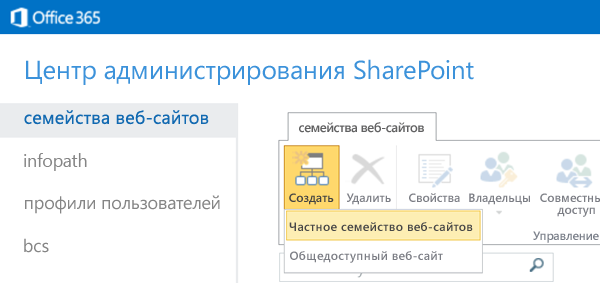 Office 365
Центр администрирования SharePoint
семейства веб-сайтов
infopath
профили пользователей
bcs
семейства веб-сайтов
Создать
Удалить
Свойства
Владельцы
Совместны
доступ
Управление
Частное семейство веб-сайтов
Общедоступный веб-сайт